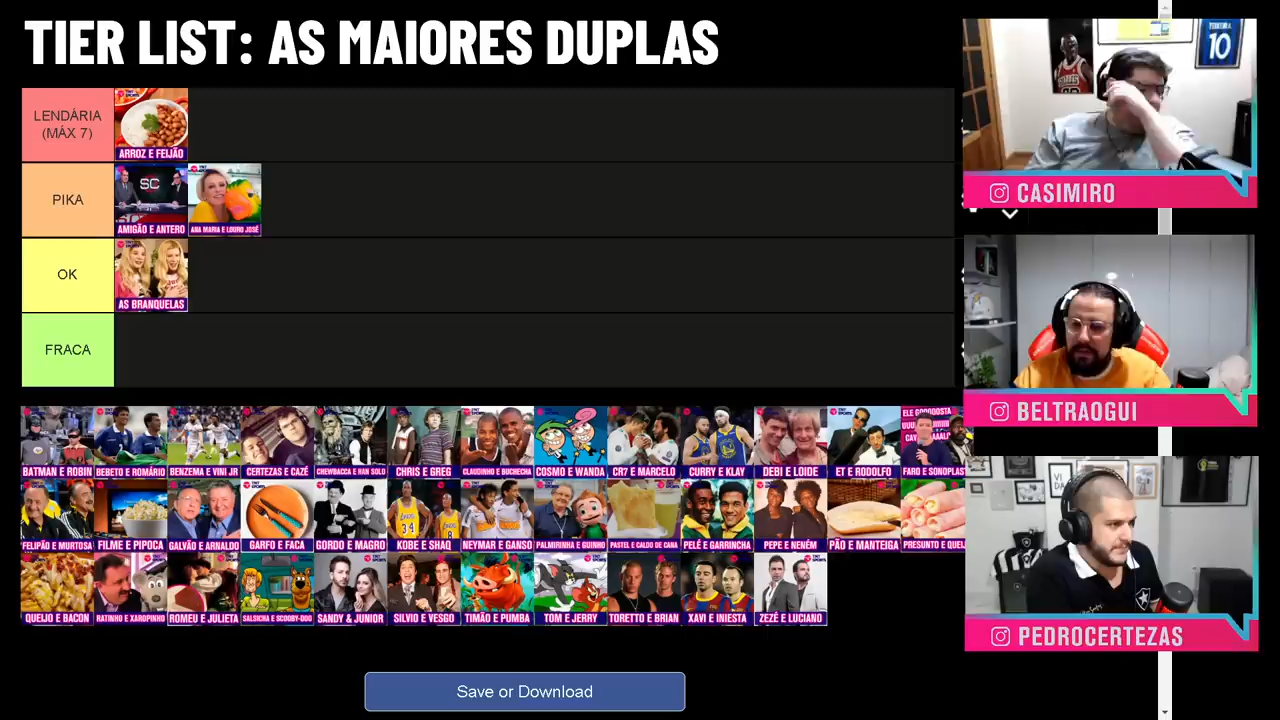 TIER LIST: AS MAIORES DUPLAS
LENDÁRIA
(MÁX 7)
ARROZ E FEIJÃO
PIKA
SC
AMIGÃO E ANTERO
ANA MARIA E LOURO JOSÉ
OK
AS BRANQUELAS
FRACA
BATMAN E ROBIN
BEBETO E ROMÁRIO
BENZEMA E VINI JR
CERTEZAS E CAZÉ
CHEWBACCA E HAN SOLO
CHRIS E GREG
CLAUDINHO E BUCHECHA
COSMO E WANDA
CR7 E MARCELO
CURRY E KLAY
DEBI E LOIDE
ET E RODOLFO
FARO E SONOPLAST
FELIPÃO E MURTOSA
FILME E PIPOCA
GALVÃO E ARNALDO
GARFO E FACA
GORDO E MAGRO
KOBE E SHAQ
NEYMAR E GANSO
PALMIRINHA E GUINHO
PASTEL E CALDO DE CANA
PELÉ E GARRINCHA
PEPE E NENÉM
PÃO E MANTEIGA
PRESUNTO E QUEIJ
QUEIJO E BACON
RATINHO E XAROPINHO
ROMEU E JULIETA
SALSICHA E SCOOBY-DOO
SANDY & JUNIOR
SILVIO E VESGO
TIMÃO E PUMBA
TOM E JERRY
TORETTO E BRIAN
XAVI E INIESTA
ZEZÉ E LUCIANO
Save or Download
10
CASIMIRO
BELTRAOGUI
PEDROCERTEZAS